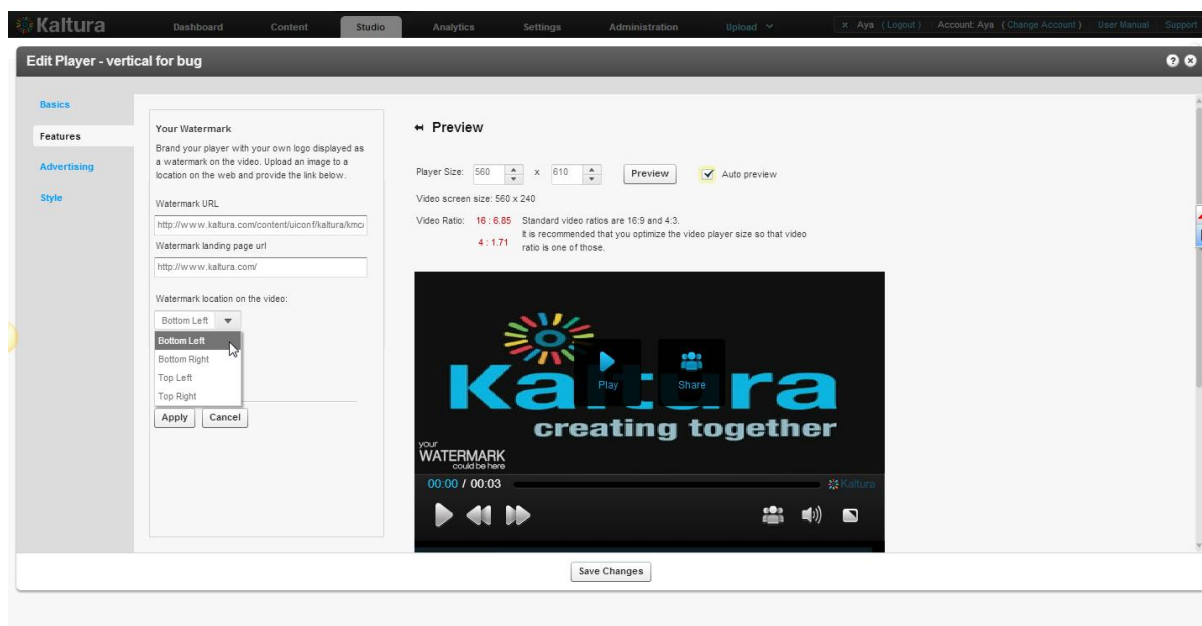 Kaltura
Dashboard Content Studio Analytics Settings Administration Upload × Aya (Logout) Account: Aya (Change Account) User Manual Support
Edit Player - vertical for bug
Basics
Features
Advertising
Style
Your Watermark
Brand your player with your own logo displayed as
a watermark on the video. Upload an image to a
location on the web and provide the link below.
Watermark URL
http://www.kaltura.com/content/uiconf/kaltura/kmc/
Watermark landing page url
http://www.kaltura.com/
Watermark location on the video:
Bottom Left
Bottom Left
Bottom Right
Top Left
Top Right
Apply Cancel
Preview
Player Size: 560 x 610 Preview Auto preview
Video screen size: 560 x 240
Video Ratio: 16 : 6.85 Standard video ratios are 16:9 and 4:3.
It is recommended that you optimize the video player size so that video
4 : 1.71 ratio is one of those.
Kaltura
Play Share
creating together
your
WATERMARK
could be here
00:00 / 00:03 Kaltura
Save Changes